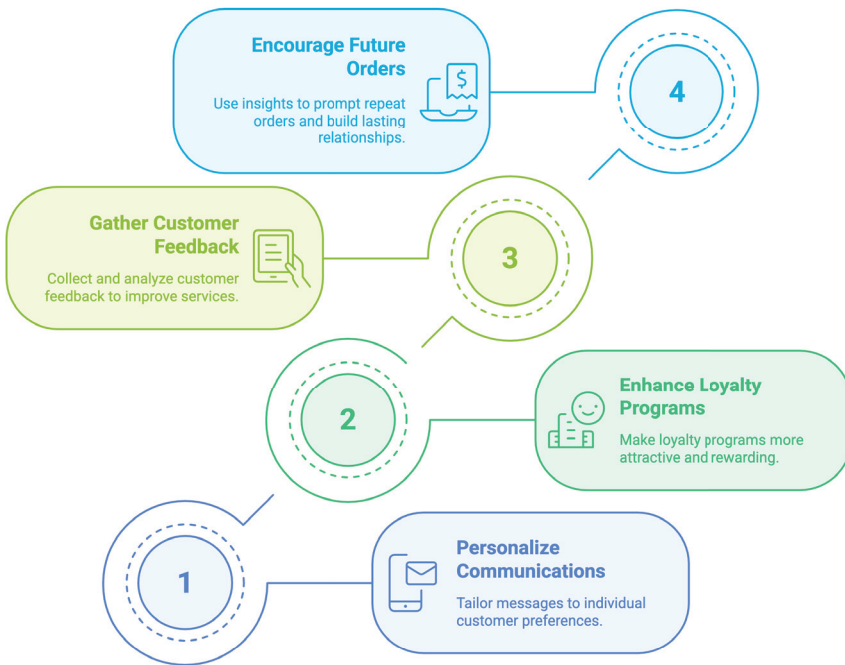 Encourage Future
Orders
Use insights to prompt repeat
orders and build lasting
relationships.
$
4
Gather Customer
Feedback
Collect and analyze customer
feedback to improve services.
3
2
Enhance Loyalty
Programs
Make loyalty programs more
attractive and rewarding.
1
Personalize
Communications
Tailor messages to individual
customer preferences.